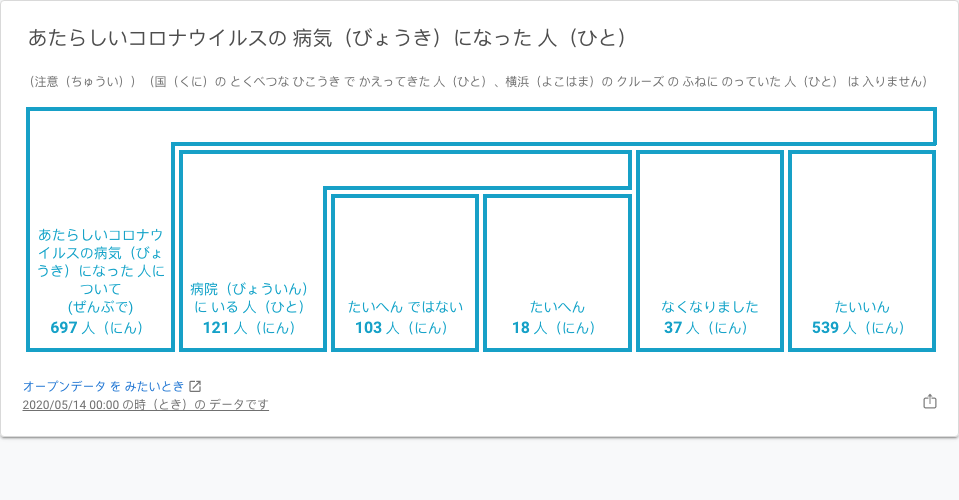 あたらしいコロナウイルスの 病気（びょうき）になった 人（ひと）
（注意（ちゅうい））（国（くに）の とくべつな ひこうき で かえってきた 人（ひと）、横浜（よこはま）の クルーズ の ふねに のっていた 人（ひと） は 入りません）
あたらしいコロナウ
イルスの病気（びょ
うき）になった 人に
ついて
(ぜんぶで)
697 人（にん）
病院（びょういん）
に いる 人（ひと）
121 人（にん）
たいへん ではない
103 人（にん）
たいへん
18 人（にん）
なくなりました
37 人（にん）
たいいん
539 人（にん）
オープンデータ を みたいとき
2020/05/14 00:00 の時（とき）の データです